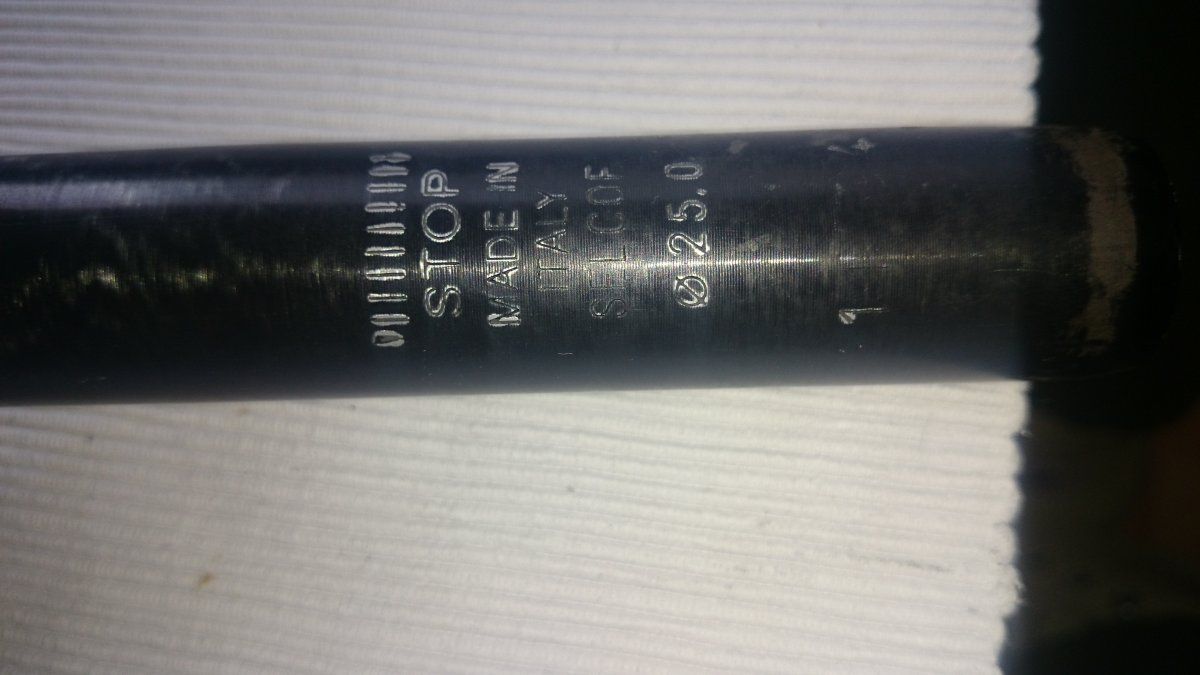 STOP
MADE IN
ITALY
SELCOF
Ø25.0